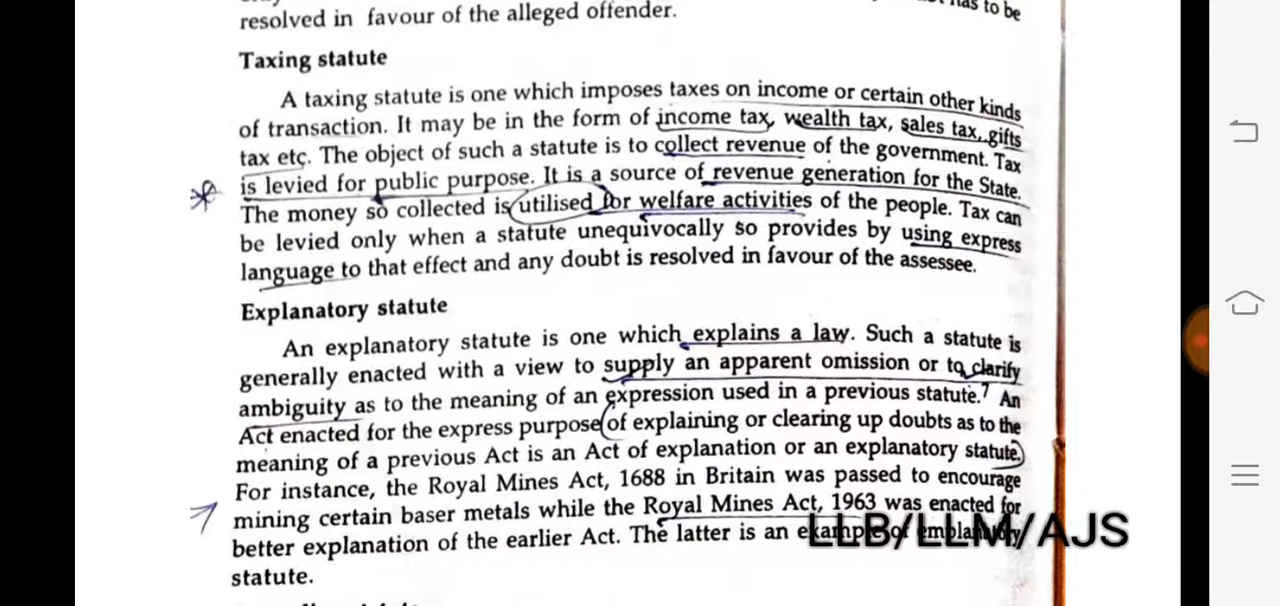 resolved in favour of the alleged offender. has to be
Taxing statute
A taxing statute is one which imposes taxes on income or certain other kinds
of transaction. It may be in the form of income tax, wealth tax, sales tax, gifts
tax etc. The object of such a statute is to collect revenue of the government. Tax
is levied for public purpose. It is a source of revenue generation for the State.
The money so collected is utilised for welfare activities of the people. Tax can
be levied only when a statute unequivocally so provides by using express
language to that effect and any doubt is resolved in favour of the assessee.
Explanatory statute
An explanatory statute is one which explains a law. Such a statute is
generally enacted with a view to supply an apparent omission or to clarify
ambiguity as to the meaning of an expression used in a previous statute.7 An
Act enacted for the express purpose of explaining or clearing up doubts as to the
meaning of a previous Act is an Act of explanation or an explanatory statute.
For instance, the Royal Mines Act, 1688 in Britain was passed to encourage
mining certain baser metals while the Royal Mines Act, 1963 was enacted for
better explanation of the earlier Act. The latter is an example of
statute.
LLB/LLM/AJS